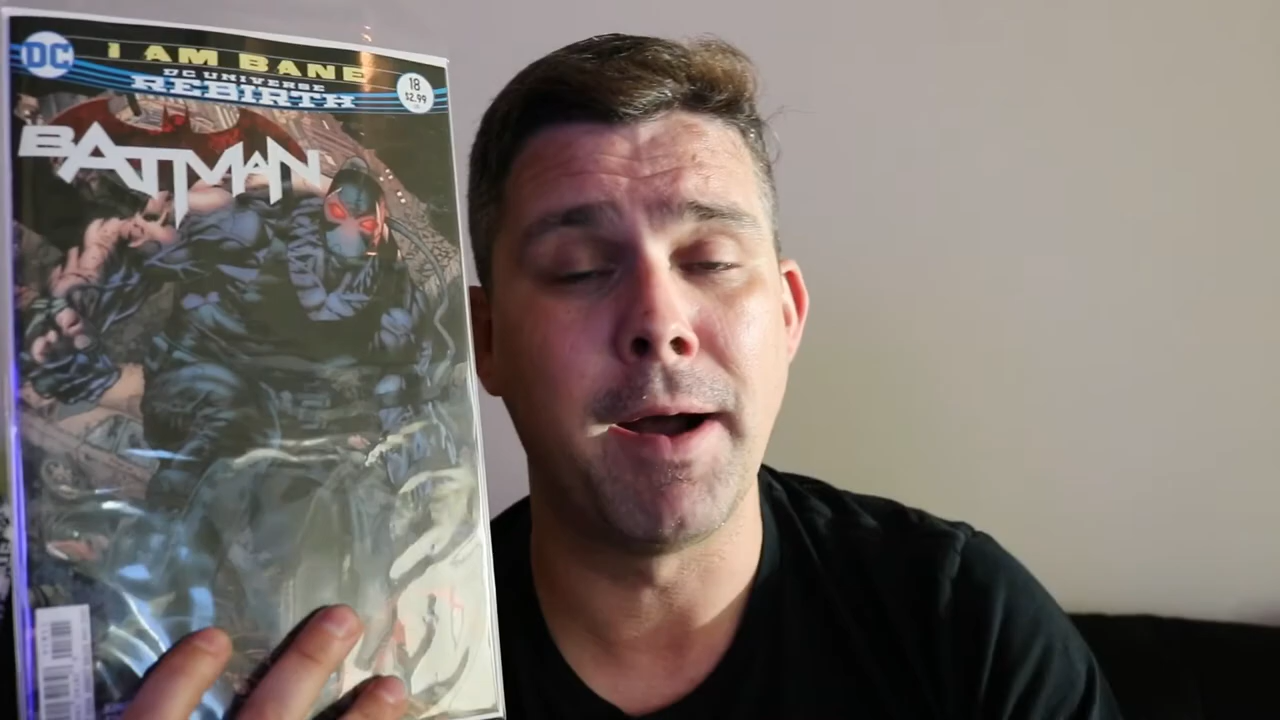 DC
I AM BANE
DC UNIVERSE
REBIRTH
18
$2.99
BATMAN